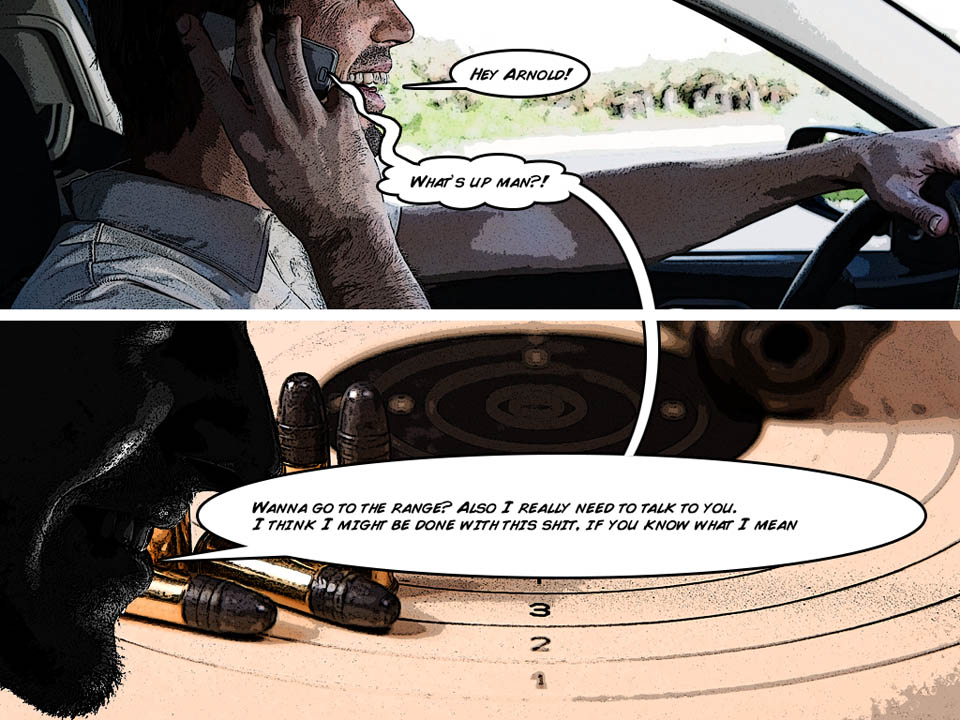 Hey Arnold!
What's up man?!
Wanna go to the range? Also I really need to talk to you.
I think I might be done with this shit, if you know what I mean
3
2
1